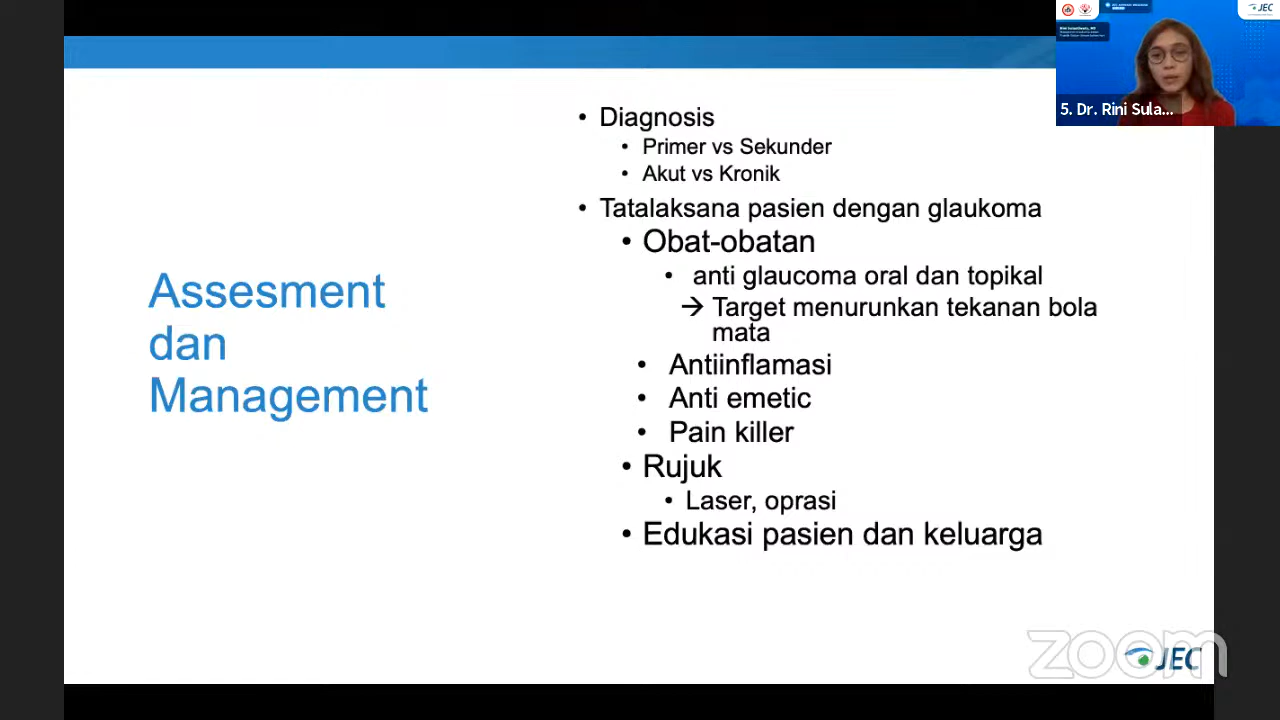 JEC
5. Dr. Rini Sula...
Assesment
dan
Management
• Diagnosis
• Primer vs Sekunder
• Akut vs Kronik
• Tatalaksana pasien dengan glaukoma
• Obat-obatan
• anti glaucoma oral dan topikal
→ Target menurunkan tekanan bola
mata
• Antiinflamasi
• Anti emetic
• Pain killer
• Rujuk
• Laser, oprasi
• Edukasi pasien dan keluarga
zoom
JEC